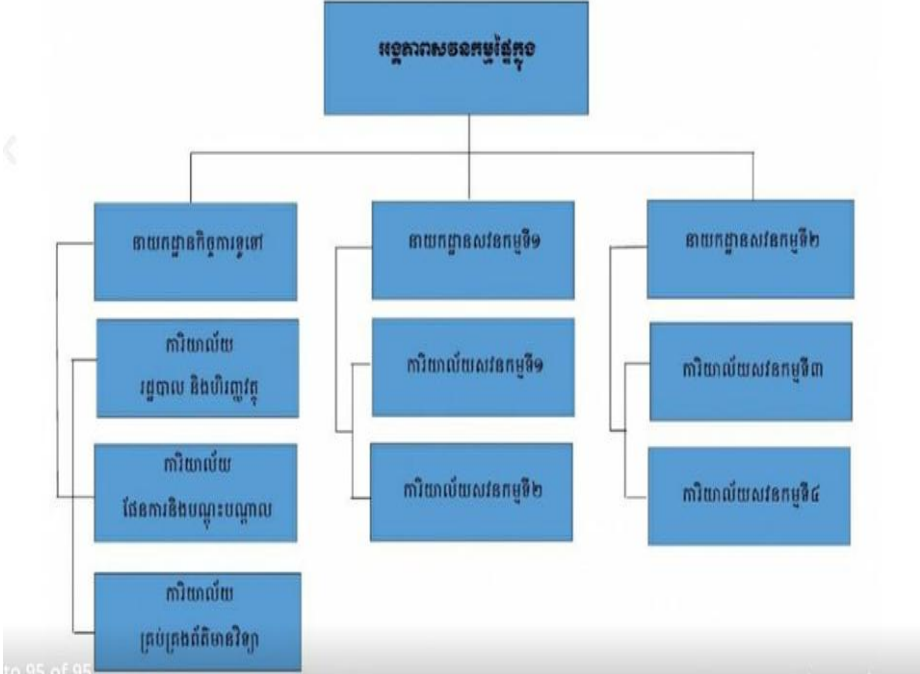 អង្គភាពសវនកម្មផ្ទៃក្នុង
នាយកដ្ឋានកិច្ចការទូទៅ
នាយកដ្ឋានសវនកម្មទី១
នាយកដ្ឋានសវនកម្មទី២
ការិយាល័យ
រដ្ឋបាល និងហិរញ្ញវត្ថុ
ការិយាល័យសវនកម្មទី១
ការិយាល័យសវនកម្មទី៣
ការិយាល័យ
ផែនការនិងបណ្តុះបណ្តាល
ការិយាល័យសវនកម្មទី២
ការិយាល័យសវនកម្មទី៤
ការិយាល័យ
គ្រប់គ្រងព័ត៌មានវិទ្យា
to 95 of 95